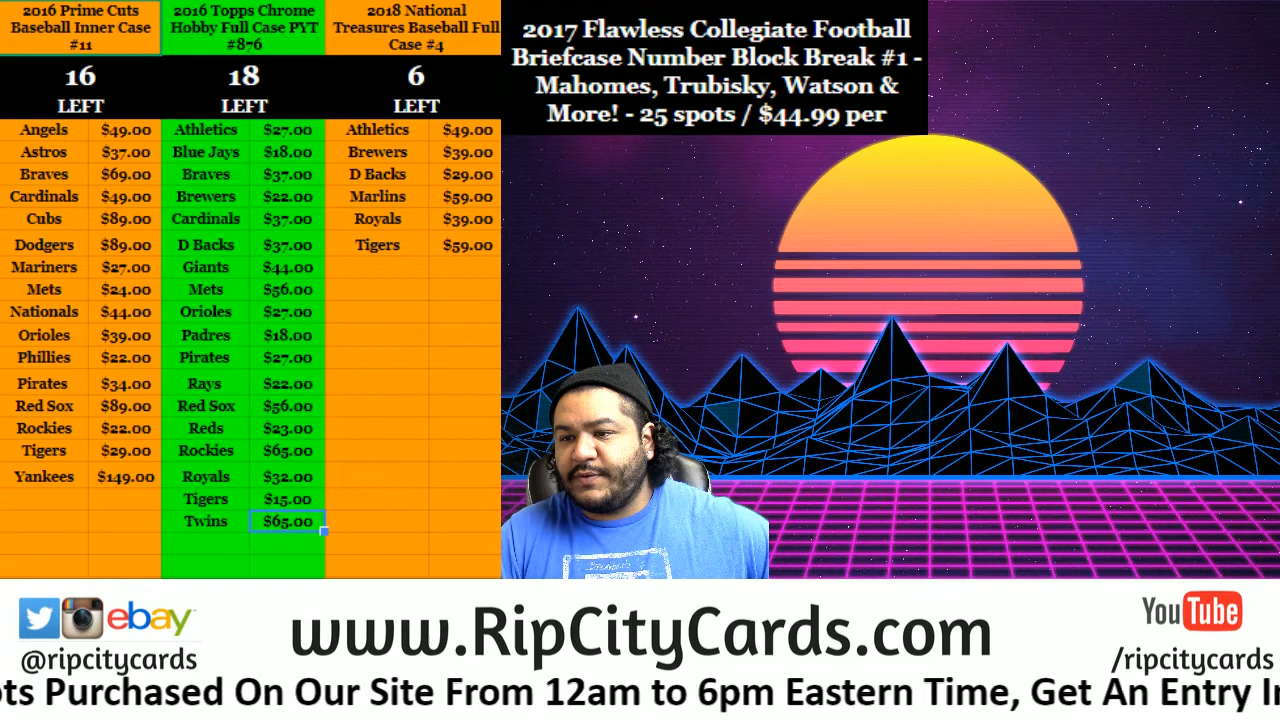 2016 Prime Cuts
Baseball Inner Case
#11
16
LEFT
Angels $49.00
Astros $37.00
Braves $69.00
Cardinals $49.00
Cubs $89.00
Dodgers $89.00
Mariners $27.00
Mets $24.00
Nationals $44.00
Orioles $39.00
Phillies $22.00
Pirates $34.00
Red Sox $89.00
Rockies $22.00
Tigers $29.00
Yankees $149.00
2016 Topps Chrome
Hobby Full Case PYT
#876
18
LEFT
Athletics $27.00
Blue Jays $18.00
Braves $37.00
Brewers $22.00
Cardinals $37.00
D Backs $37.00
Giants $44.00
Mets $56.00
Orioles $27.00
Padres $18.00
Pirates $27.00
Rays $22.00
Red Sox $56.00
Reds $23.00
Rockies $65.00
Royals $32.00
Tigers $15.00
Twins $65.00
2018 National
Treasures Baseball Full
Case #4
6
LEFT
Athletics $49.00
Brewers $39.00
D Backs $29.00
Marlins $59.00
Royals $39.00
Tigers $59.00
2017 Flawless Collegiate Football
Briefcase Number Block Break #1 -
Mahomes, Trubisky, Watson &
More! - 25 spots / $44.99 per
ebay
@ripcitycards
www.RipCityCards.com
YouTube
/ripcitycards
ots Purchased On Our Site From 12am to 6pm Eastern Time, Get An Entry In